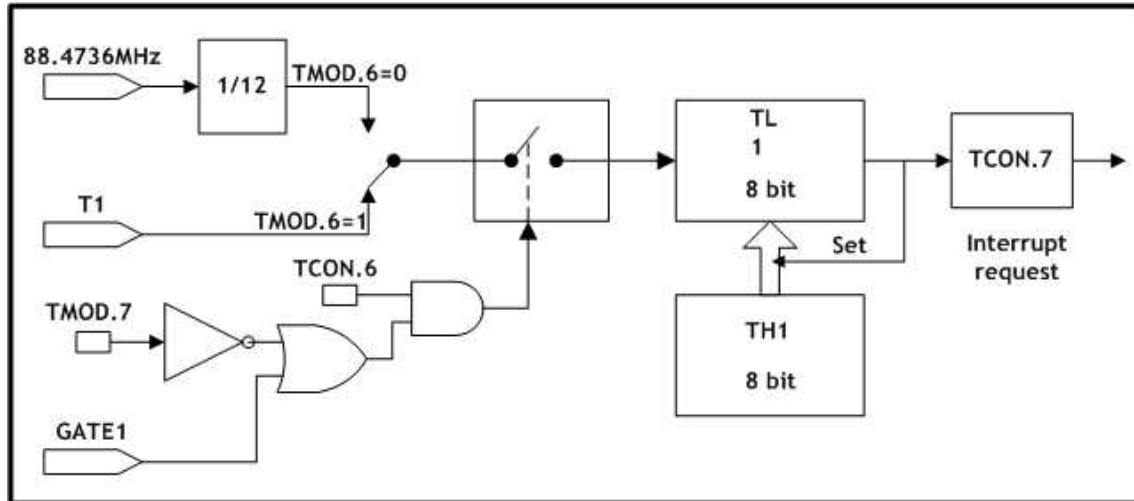 88.4736MHz
1/12
TMOD.6=0
T1
TMOD.6=1
TL
1
8 bit
TCON.7
Set
Interrupt
request
TCON.6
TMOD.7
TH1
8 bit
GATE1